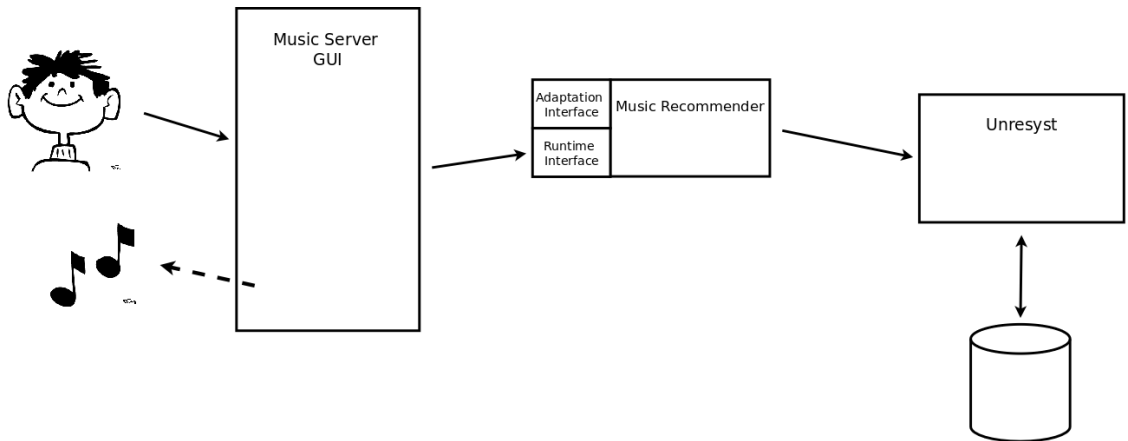 Music Server
GUI
Adaptation
Interface
Music Recommender
Runtime
Interface
Unresyst